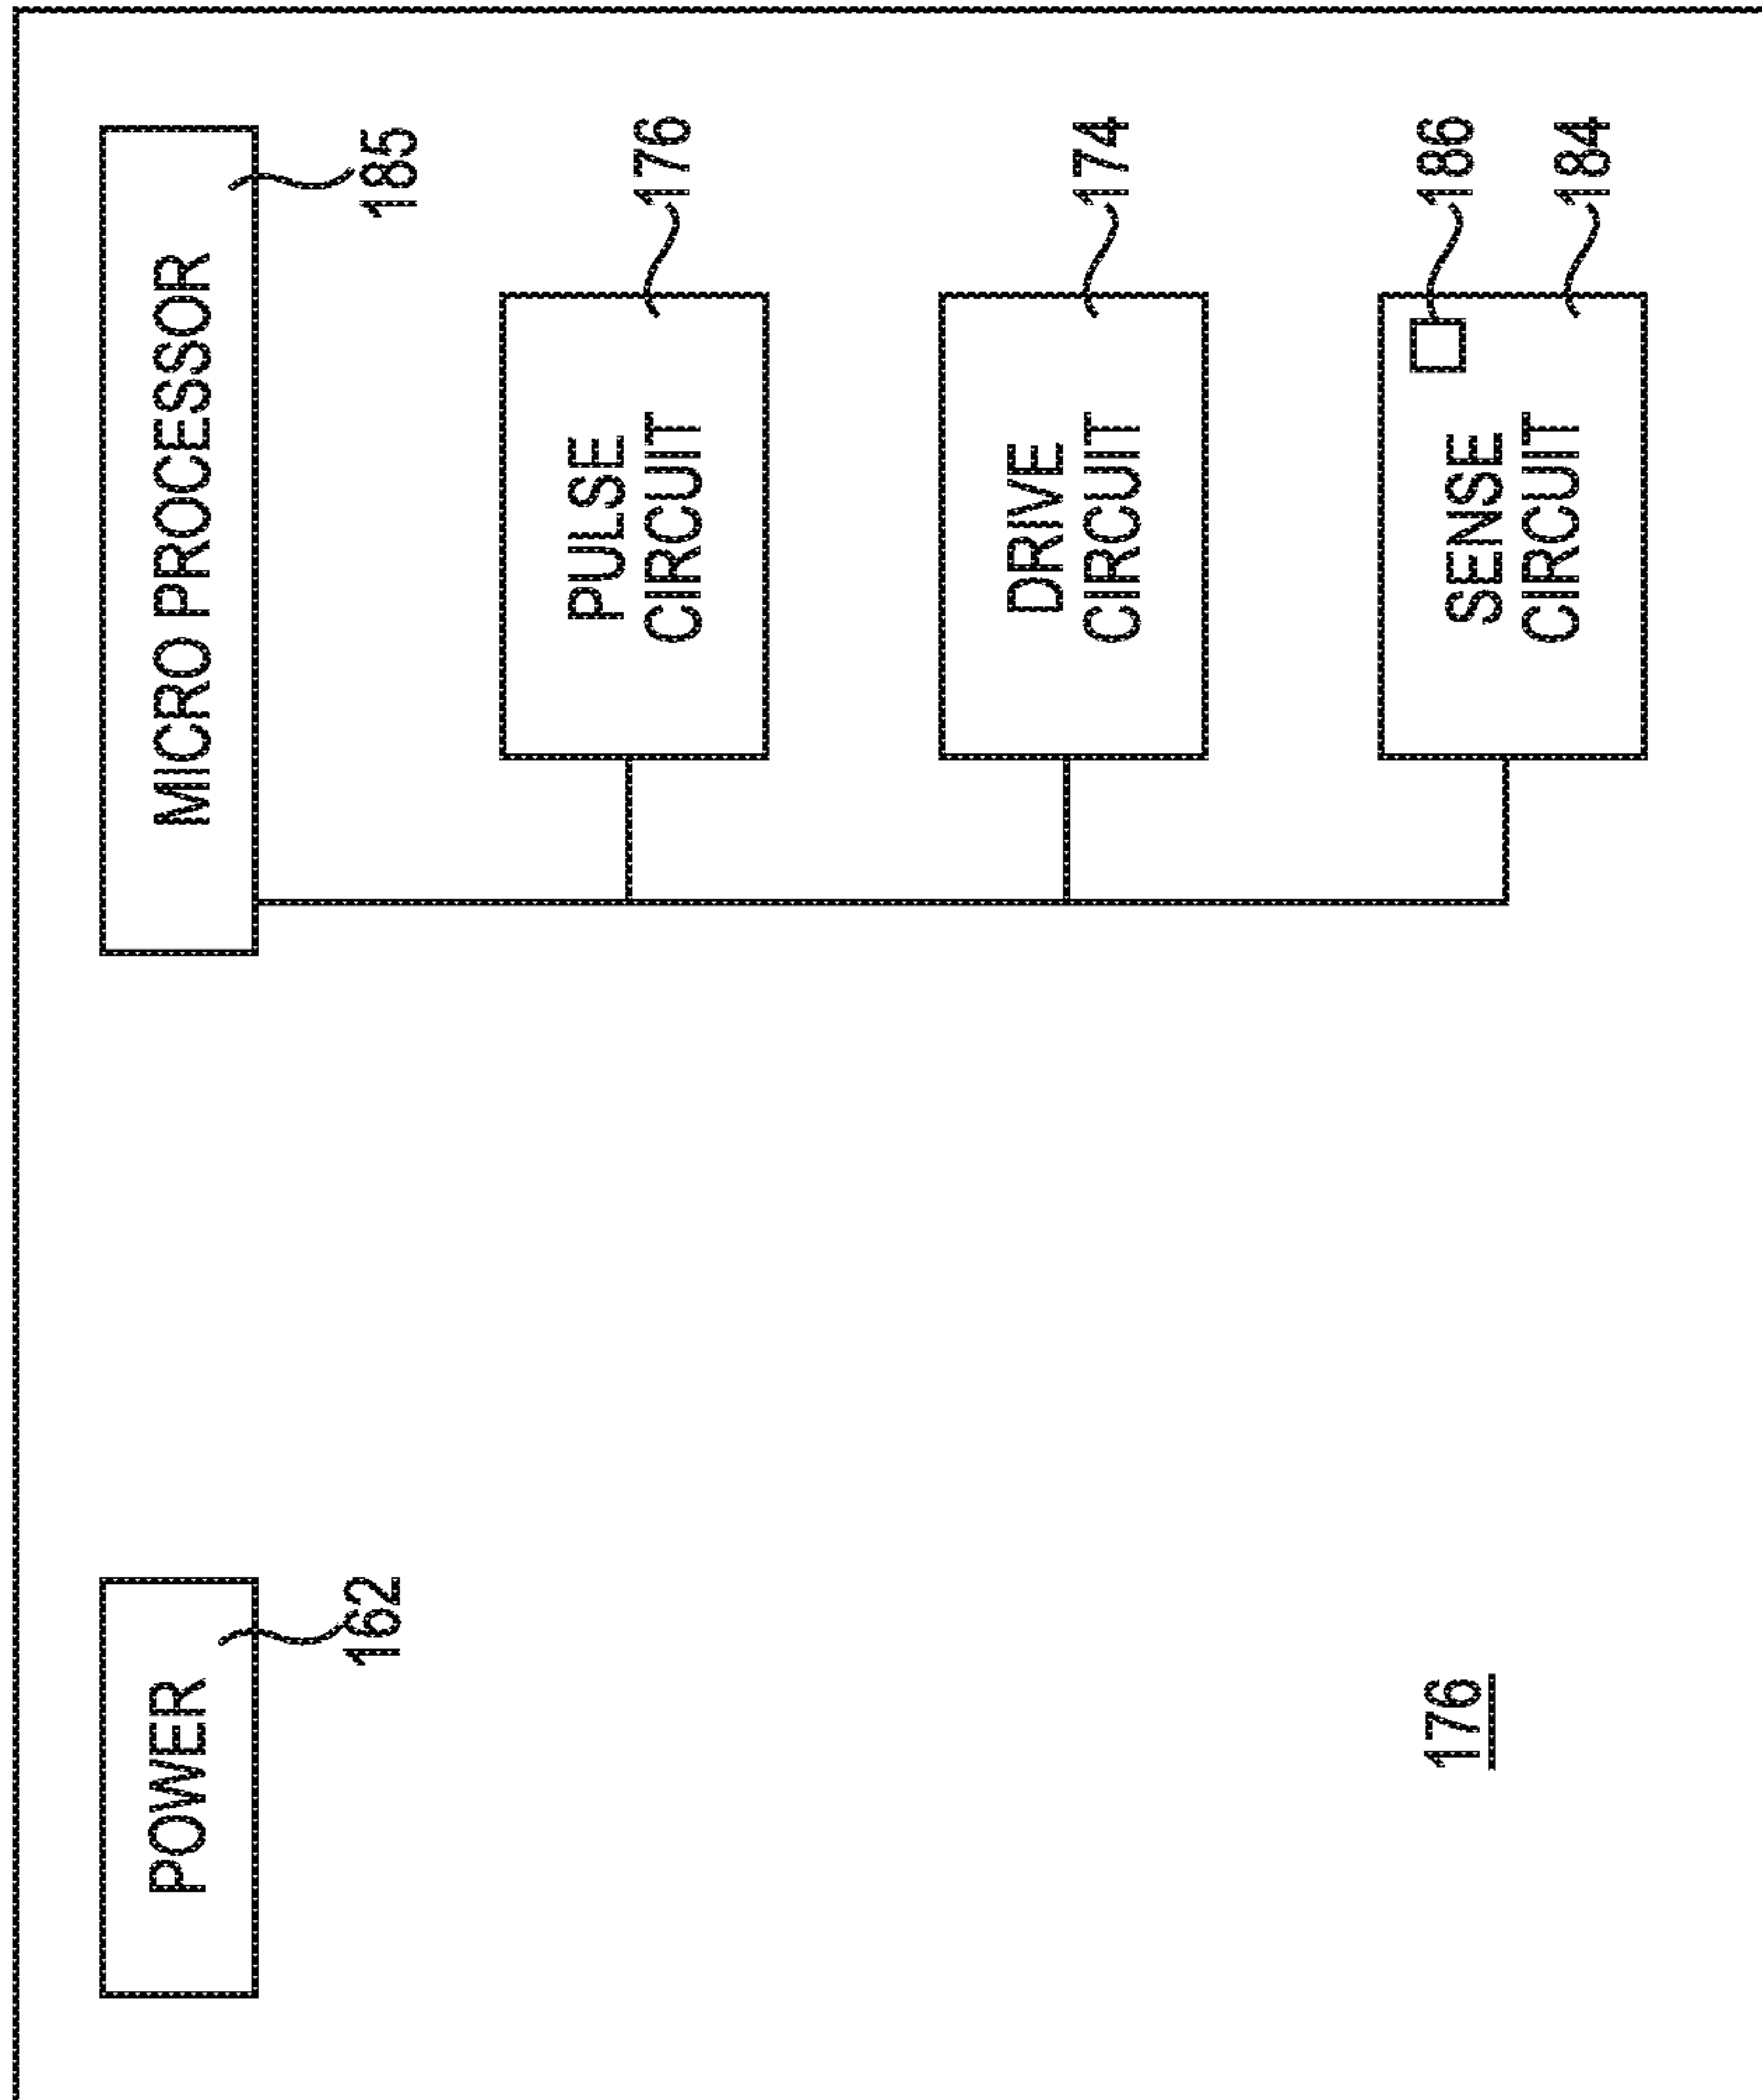 POWER
162
MICRO PROCESSOR
185
PULSE
CIRCUIT
176
DRIVE
CIRCUIT
174
SENSE
CIRCUIT
186
184
176